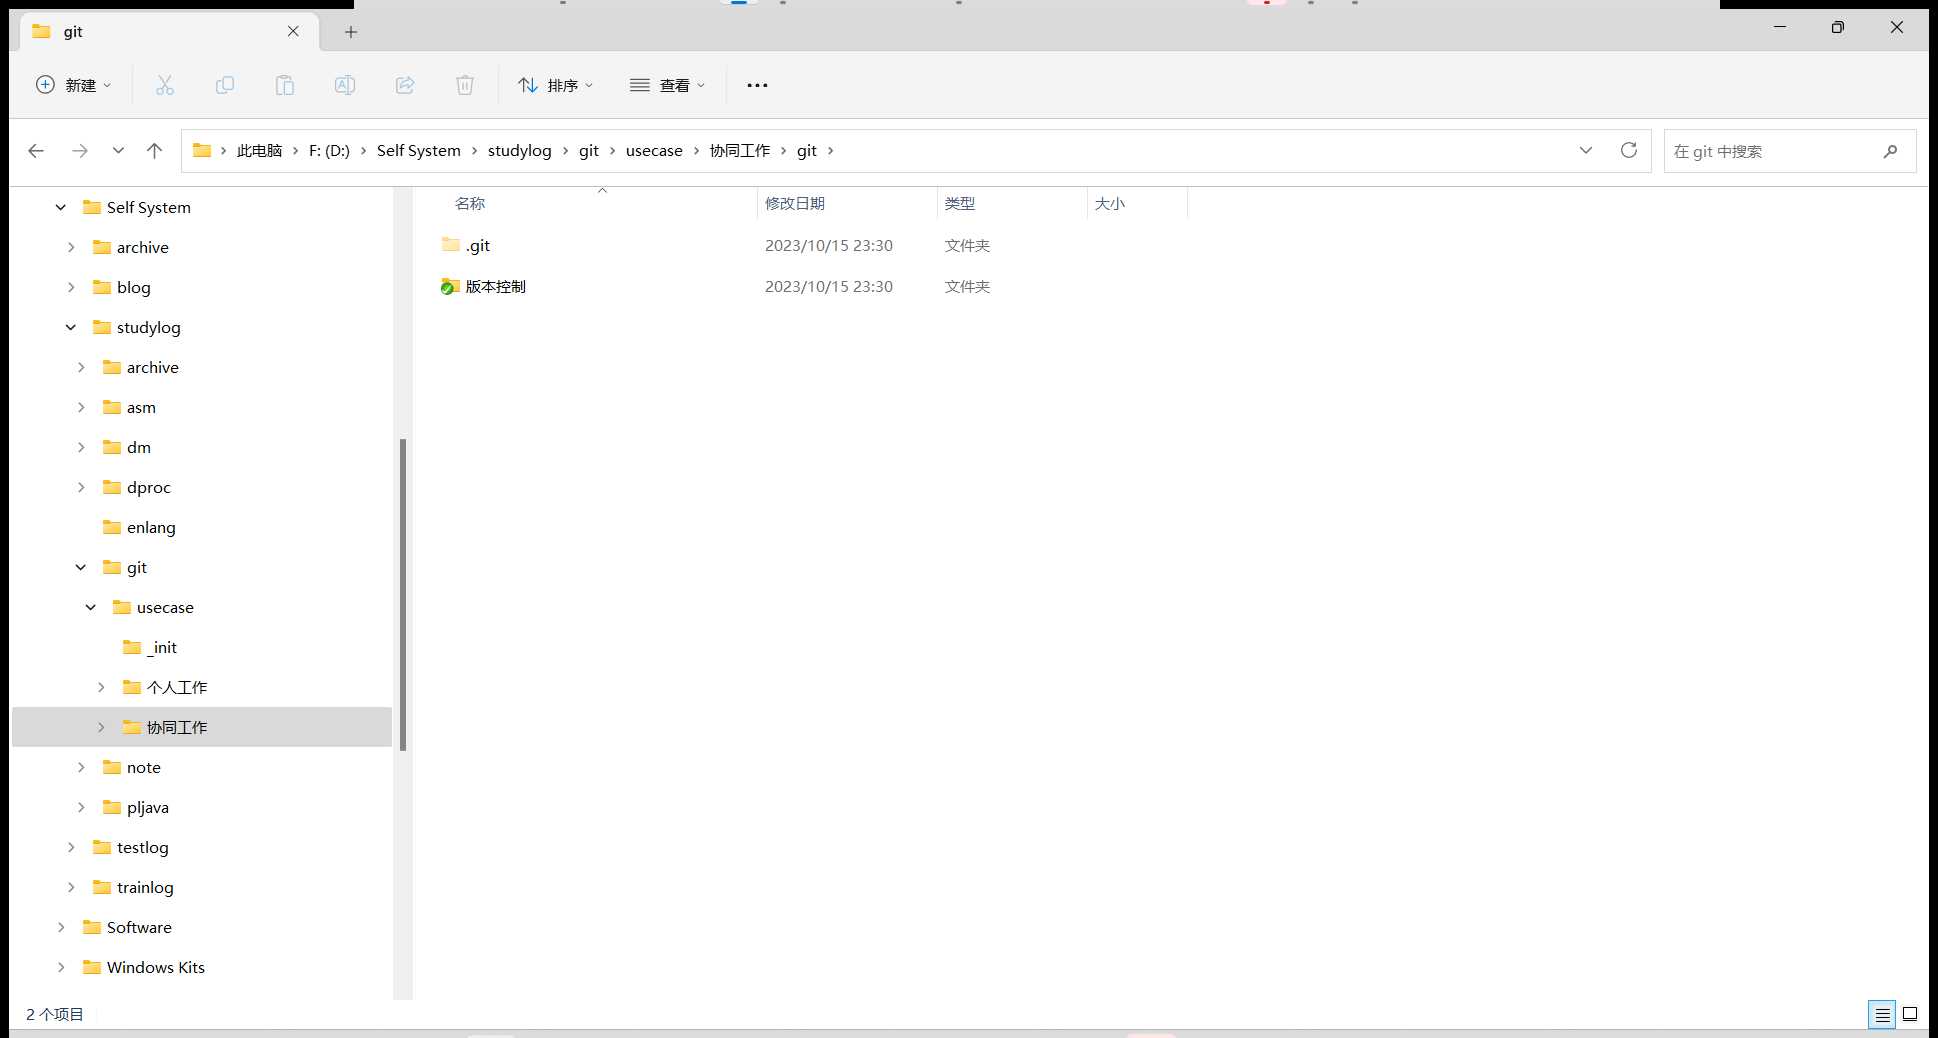 git
新建
排序
查看
此电脑 F: (D:) Self System studylog git usecase 协同工作 git
在 git 中搜索
Self System
archive
blog
studylog
archive
asm
dm
dproc
enlang
git
usecase
_init
个人工作
协同工作
note
pljava
testlog
trainlog
Software
Windows Kits
名称 修改日期 类型 大小
.git 2023/10/15 23:30 文件夹
版本控制 2023/10/15 23:30 文件夹
2 个项目